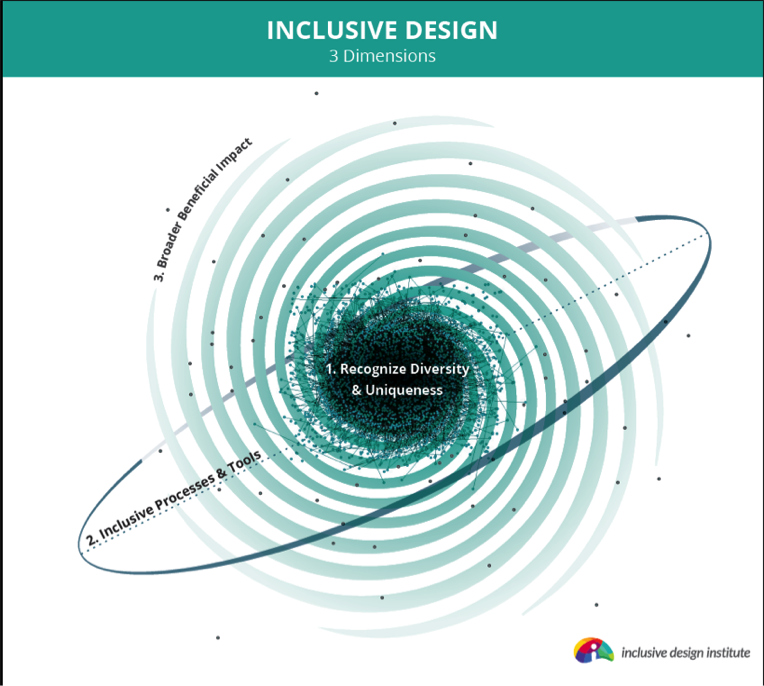 INCLUSIVE DESIGN
3 Dimensions
3. Broader Beneficial Impact
1. Recognize Diversity
& Uniqueness
2. Inclusive Processes & Tools
inclusive design institute